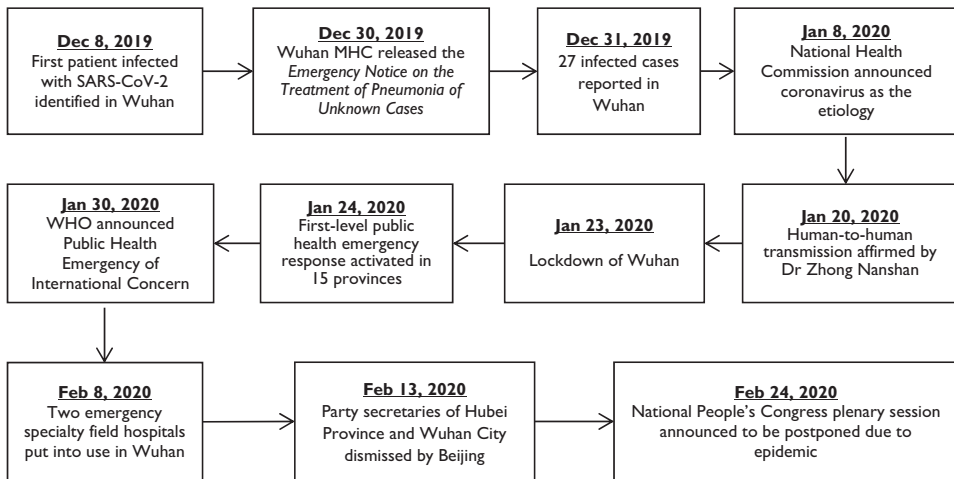 Dec 8, 2019
First patient infected
with SARS-CoV-2
identified in Wuhan
Dec 30, 2019
Wuhan MHC released the
Emergency Notice on the
Treatment of Pneumonia of
Unknown Cases
Dec 31, 2019
27 infected cases
reported in
Wuhan
Jan 8, 2020
National Health
Commission announced
coronavirus as the
etiology
Jan 20, 2020
Human-to-human
transmission affirmed by
Dr Zhong Nanshan
Jan 23, 2020
Lockdown of Wuhan
Jan 24, 2020
First-level public
health emergency
response activated in
15 provinces
Jan 30, 2020
WHO announced
Public Health
Emergency of
International Concern
Feb 8, 2020
Two emergency
specialty field hospitals
put into use in Wuhan
Feb 13, 2020
Party secretaries of Hubei
Province and Wuhan City
dismissed by Beijing
Feb 24, 2020
National People's Congress plenary session
announced to be postponed due to
epidemic